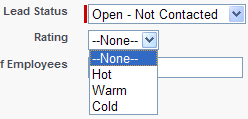 Lead Status Open - Not Contacted
Rating --None--
--None--
f Employees Hot
Warm
Cold